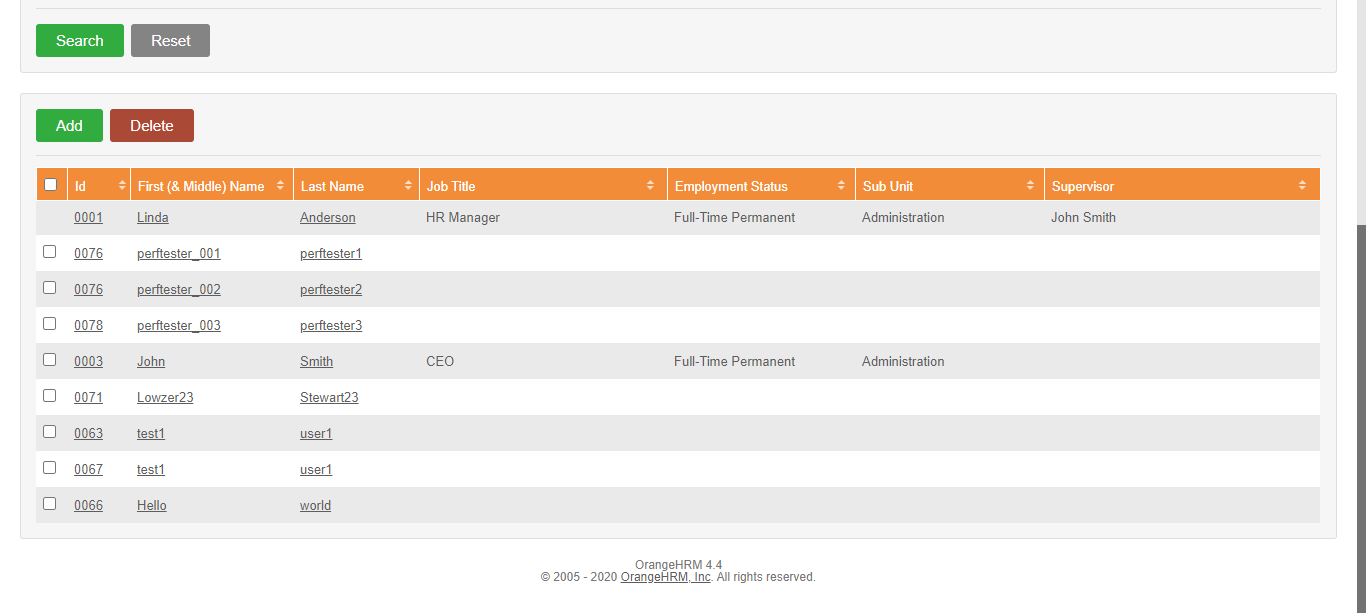 Search Reset
Add Delete
Id First (& Middle) Name Last Name Job Title Employment Status Sub Unit Supervisor
0001 Linda Anderson HR Manager Full-Time Permanent Administration John Smith
0076 perftester_001 perftester1
0076 perftester_002 perftester2
0078 perftester_003 perftester3
0003 John Smith CEO Full-Time Permanent Administration
0071 Lowzer23 Stewart23
0063 test1 user1
0067 test1 user1
0066 Hello world
OrangeHRM 4.4
© 2005 - 2020 OrangeHRM, Inc. All rights reserved.